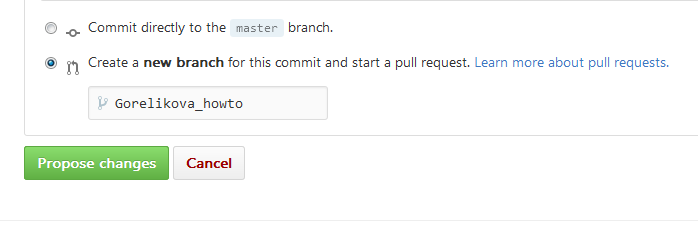 Commit directly to the master branch.
Create a new branch for this commit and start a pull request. Learn more about pull requests.
Gorelikova_howto
Propose changes Cancel